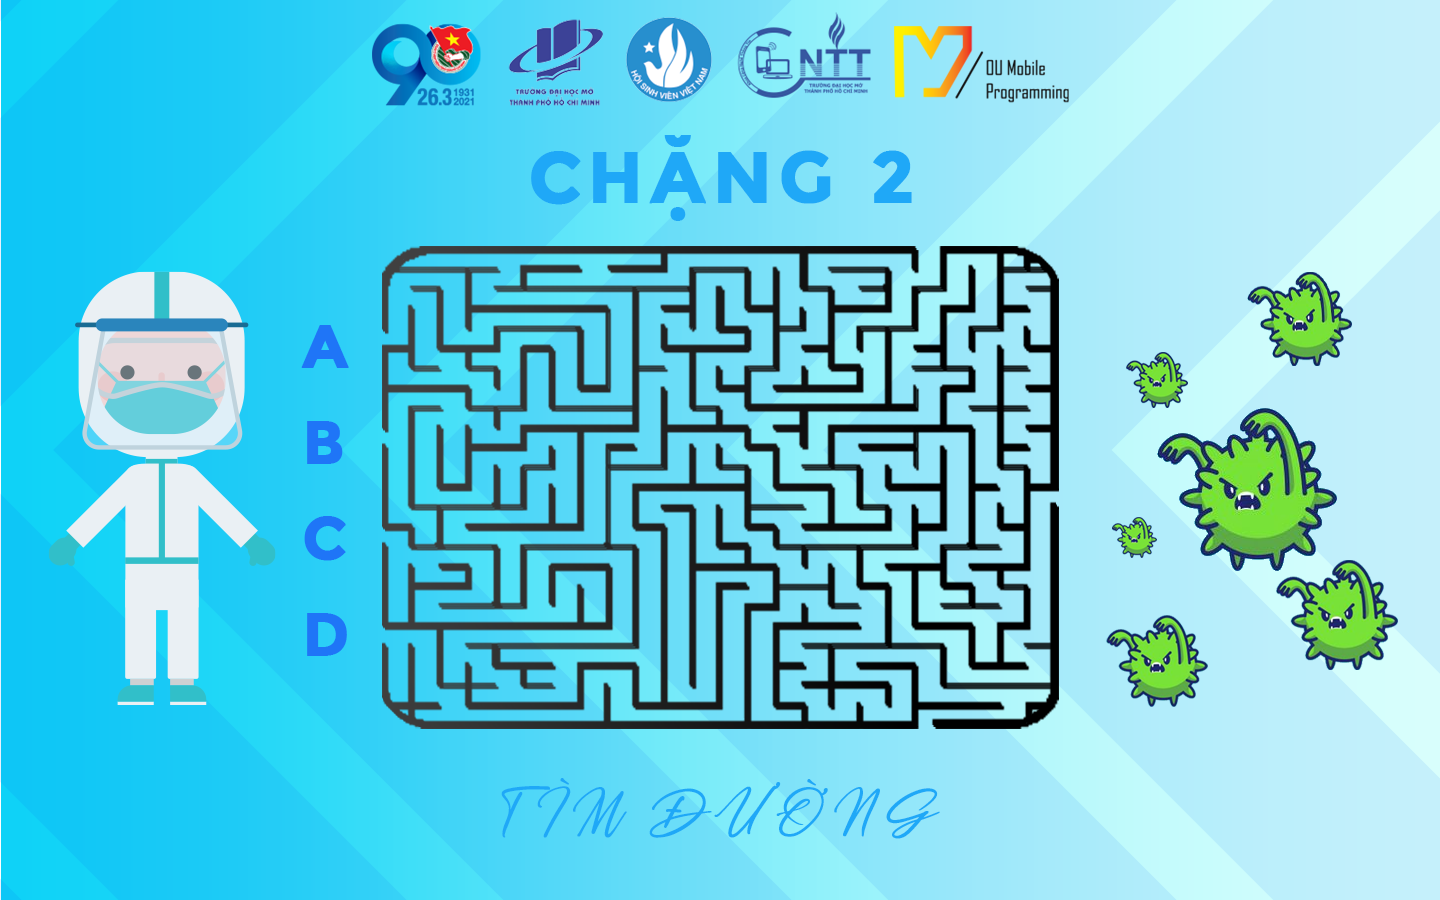 90
26.3 1931
2021
TRƯỜNG ĐẠI HỌC MỞ
THÀNH PHỐ HỒ CHÍ MINH
HỘI SINH VIÊN VIỆT NAM
CNTT
TRƯỜNG ĐẠI HỌC MỞ
THÀNH PHỐ HỒ CHÍ MINH
M
OU Mobile
Programming
CHẶNG 2
A
B
C
D
TÌM ĐƯỜNG